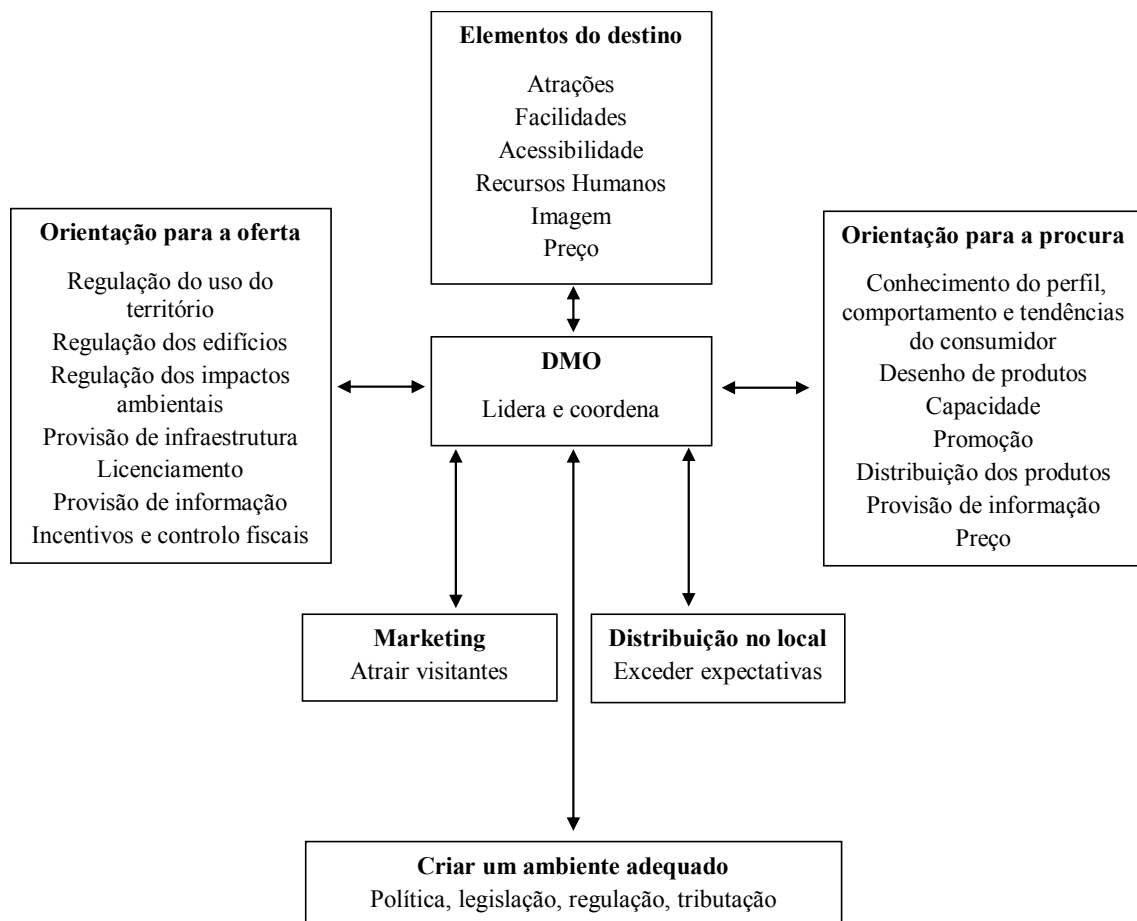 Elementos do destino
Atrações
Facilidades
Acessibilidade
Recursos Humanos
Imagem
Preço
Orientação para a oferta
Regulação do uso do
território
Regulação dos edifícios
Regulação dos impactos
ambientais
Provisão de infraestrutura
Licenciamento
Provisão de informação
Incentivos e controlo fiscais
DMO
Lidera e coordena
Orientação para a procura
Conhecimento do perfil,
comportamento e tendências
do consumidor
Desenho de produtos
Capacidade
Promoção
Distribuição dos produtos
Provisão de informação
Preço
Marketing
Atrair visitantes
Distribuição no local
Exceder expectativas
Criar um ambiente adequado
Política, legislação, regulação, tributação